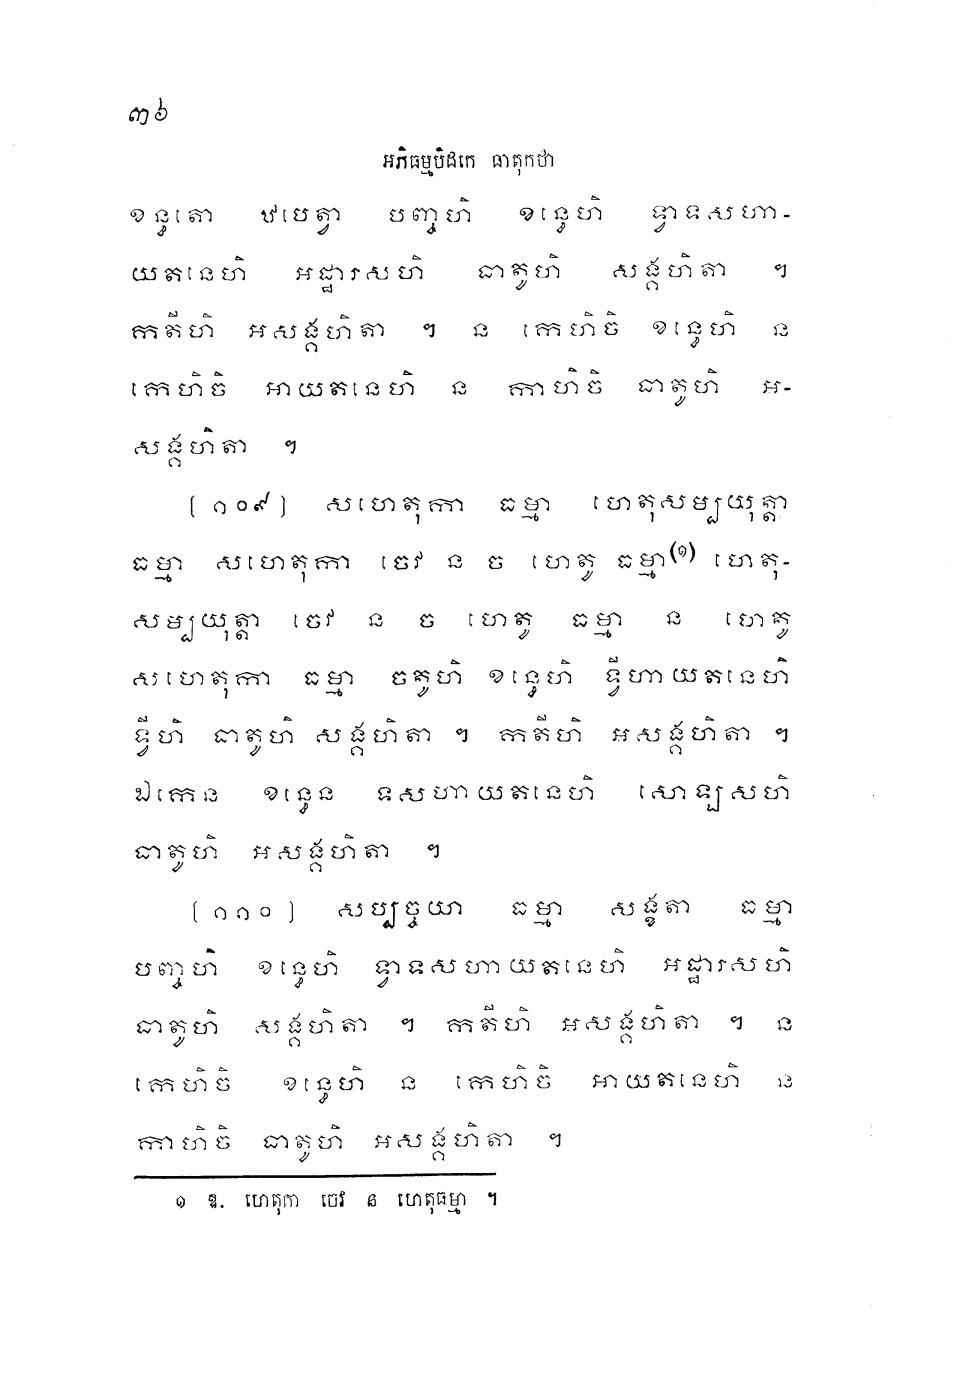 ៣៦
អភិធម្មបិដកេ ធាតុកថា
ខន្ធតោ ឋបេត្វា បញ្ចហិ ខន្ធេហិ ទ្វាទសហា-
យតនេហិ អដ្ឋារសហិ ធាតូហិ សង្គហិតា ។
កតីហិ អសង្គហិតា ។ ន កេហិចិ ខន្ធេហិ ន
កេហិចិ អាយតនេហិ ន កាហិចិ ធាតូហិ អ-
សង្គហិតា ។
[១០៩] សហេតុកា ធម្មា ហេតុសម្បយុត្តា
ធម្មា សហេតុកា ចេវ ន ច ហេតូ ធម្មា(១) ហេតុ-
សម្បយុត្តា ចេវ ន ច ហេតូ ធម្មា ន ហេតូ
សហេតុកា ធម្មា ចតូហិ ខន្ធេហិ ទ្វីហាយតនេហិ
ទ្វីហិ ធាតូហិ សង្គហិតា ។ កតីហិ អសង្គហិតា ។
ឯកេន ខន្ធេន ទសហាយតនេហិ សោឡសហិ
ធាតូហិ អសង្គហិតា ។
[១១០] សប្បច្ចយា ធម្មា សង្ខតា ធម្មា
បញ្ចហិ ខន្ធេហិ ទ្វាទសហាយតនេហិ អដ្ឋារសហិ
ធាតូហិ សង្គហិតា ។ កតីហិ អសង្គហិតា ។ ន
កេហិចិ ខន្ធេហិ ន កេហិចិ អាយតនេហិ ន
កាហិចិ ធាតូហិ អសង្គហិតា ។
១ ឱ. ហេតុកា ចេវ ន ហេតុធម្មា ។